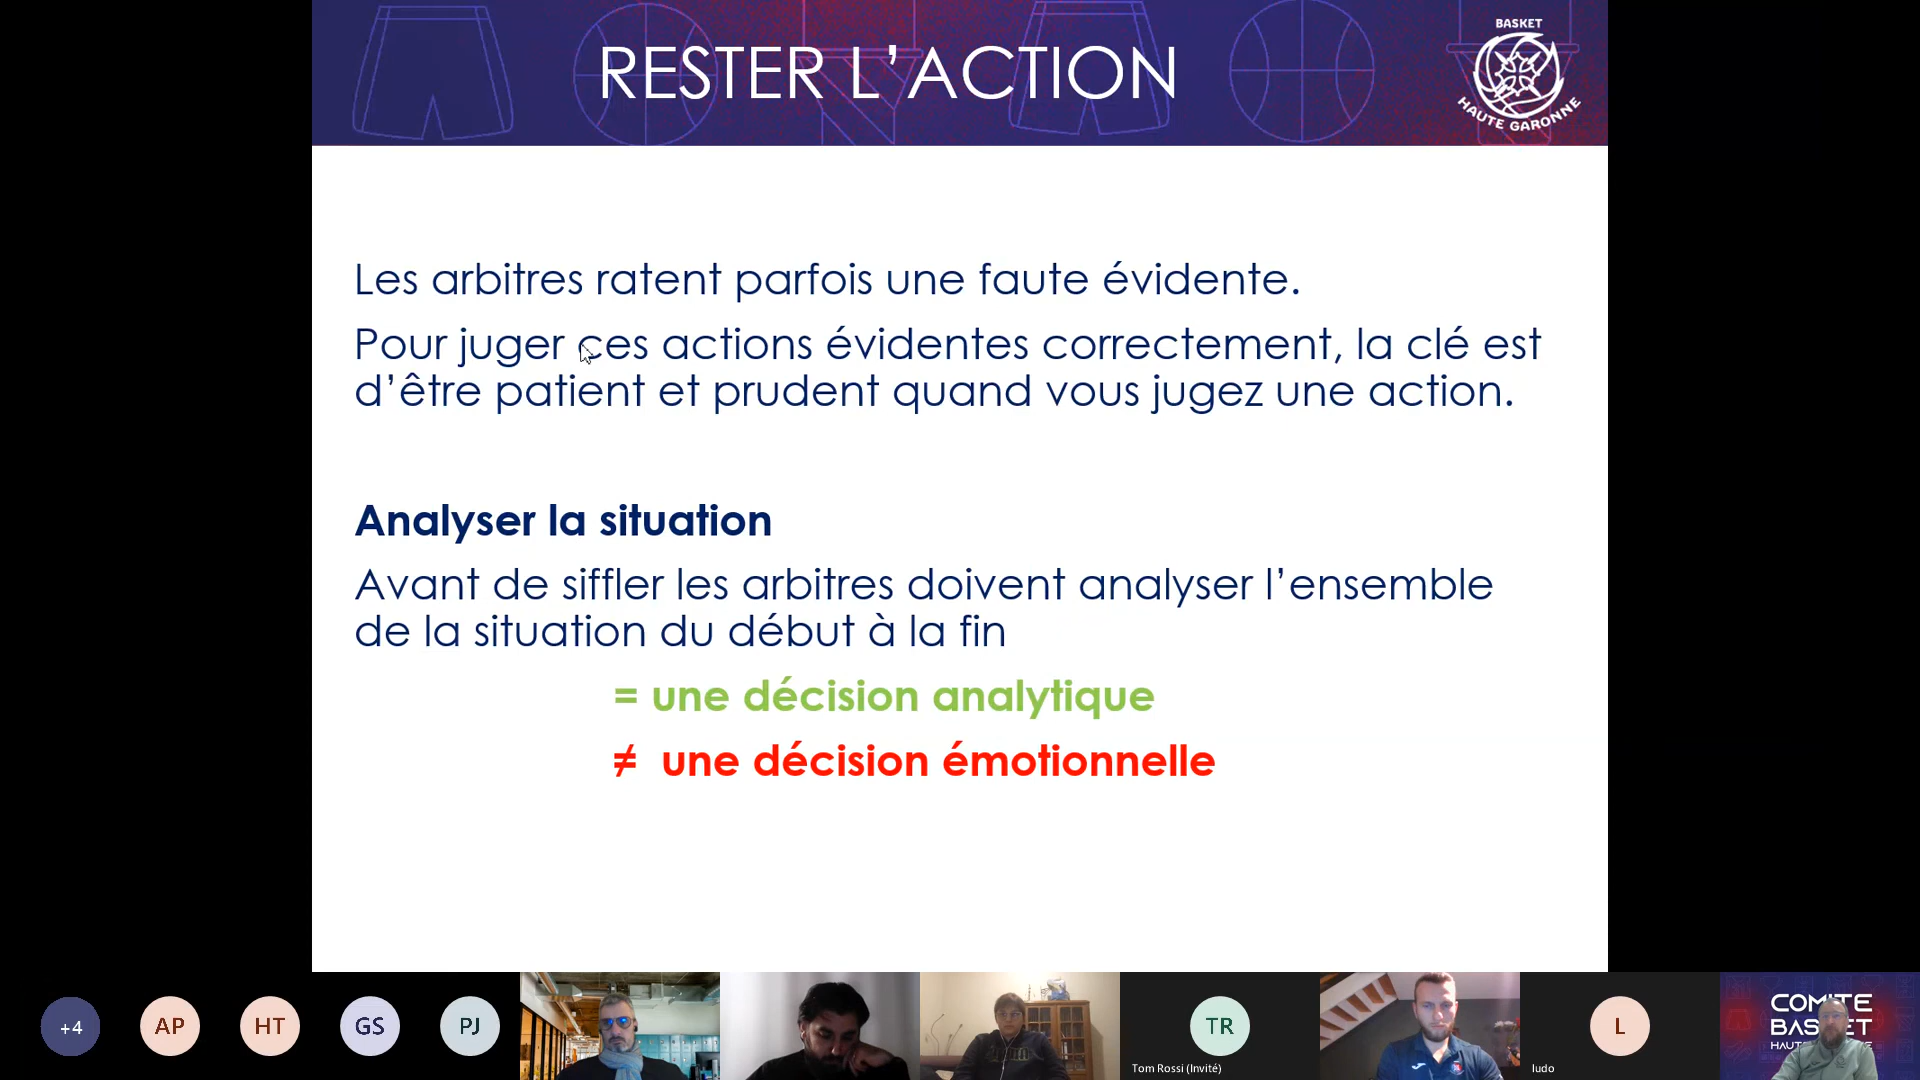 RESTER L’ACTION
BASKET
HAUTE GARONNE
Les arbitres ratent parfois une faute évidente.
Pour juger ces actions évidentes correctement, la clé est
d’être patient et prudent quand vous jugez une action.
Analyser la situation
Avant de siffler les arbitres doivent analyser l’ensemble
de la situation du début à la fin
= une décision analytique
≠ une décision émotionnelle
+4
AP
HT
GS
PJ
TR
Tom Rossi (Invité)
L
ludo
COMITE